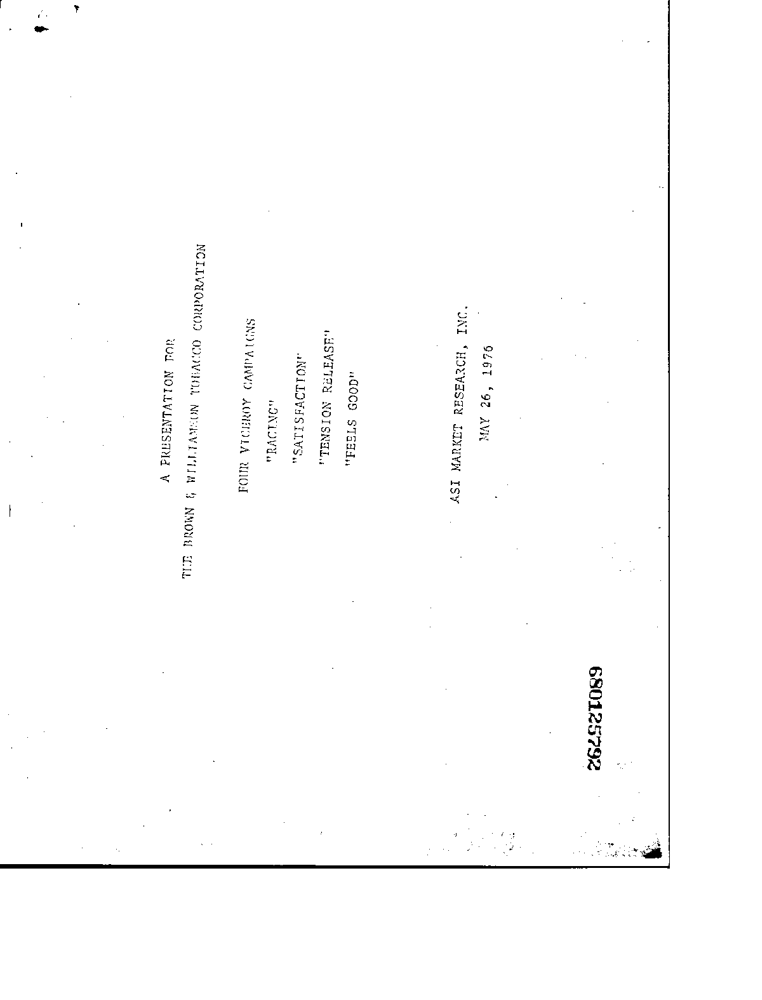 A PRESENTATION FOR
THE BROWN & WILLIAMSON TOBACCO CORPORATION
FOUR VICEROY CAMPAIGNS
"RACING"
"SATISFACTION"
"TENSION RELEASE"
"FEELS GOOD"
ASI MARKET RESEARCH, INC.
MAY 26, 1976
680125792